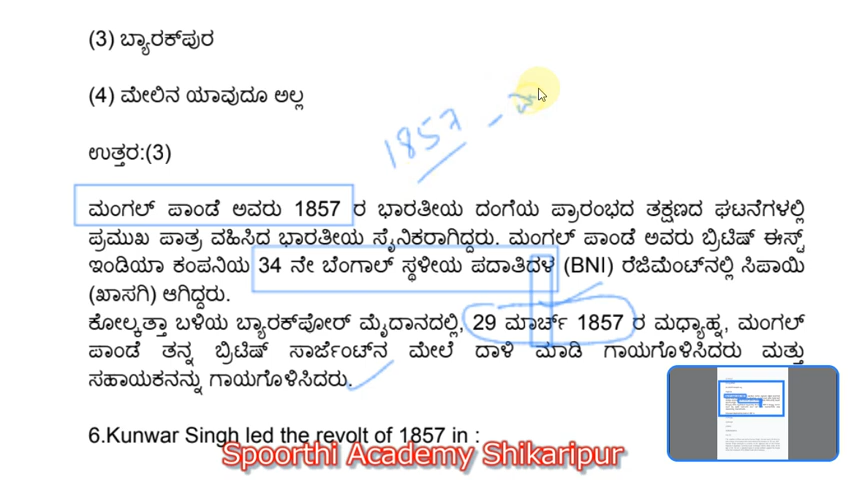 (3) ಬ್ಯಾರಕ್‌ಪುರ
(4) ಮೇಲಿನ ಯಾವುದೂ ಅಲ್ಲ
1857 -
ಉತ್ತರ:(3)
ಮಂಗಲ್ ಪಾಂಡೆ ಅವರು 1857 ರ ಭಾರತೀಯ ದಂಗೆಯ ಪ್ರಾರಂಭದ ತಕ್ಷಣದ ಘಟನೆಗಳಲ್ಲಿ
ಪ್ರಮುಖ ಪಾತ್ರ ವಹಿಸಿದ ಭಾರತೀಯ ಸೈನಿಕರಾಗಿದ್ದರು. ಮಂಗಲ್ ಪಾಂಡೆ ಅವರು ಬ್ರಿಟಿಷ್ ಈಸ್ಟ್
ಇಂಡಿಯಾ ಕಂಪನಿಯ 34 ನೇ ಬೆಂಗಾಲ್ ಸ್ಥಳೀಯ ಪದಾತಿದಳ (BNI) ರೆಜಿಮೆಂಟ್‌ನಲ್ಲಿ ಸಿಪಾಯಿ
(ಖಾಸಗಿ) ಆಗಿದ್ದರು.
ಕೋಲ್ಕತ್ತಾ ಬಳಿಯ ಬ್ಯಾರಕ್‌ಪೋರ್ ಮೈದಾನದಲ್ಲಿ, 29 ಮಾರ್ಚ್ 1857 ರ ಮಧ್ಯಾಹ್ನ, ಮಂಗಲ್
ಪಾಂಡೆ ತನ್ನ ಬ್ರಿಟಿಷ್ ಸಾರ್ಜೆಂಟ್‌ನ ಮೇಲೆ ದಾಳಿ ಮಾಡಿ ಗಾಯಗೊಳಿಸಿದರು ಮತ್ತು
ಸಹಾಯಕನನ್ನು ಗಾಯಗೊಳಿಸಿದರು.
6.Kunwar Singh led the revolt of 1857 in :
Spoorthi Academy Shikaripur